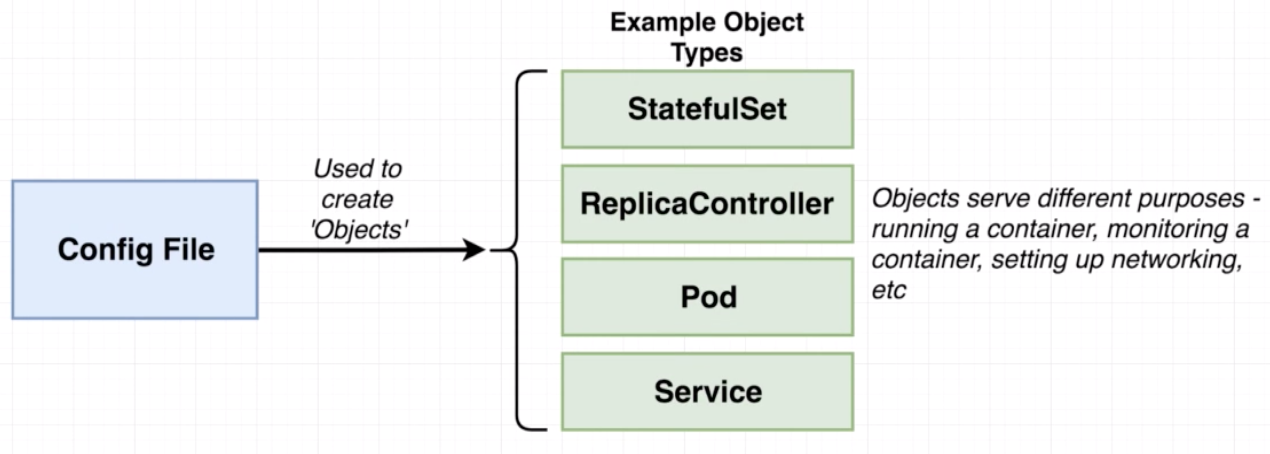 Example Object
Types
StatefulSet
Used to
create
'Objects'
ReplicaController
Config File
Objects serve different purposes -
running a container, monitoring a
container, setting up networking,
etc
Pod
Service